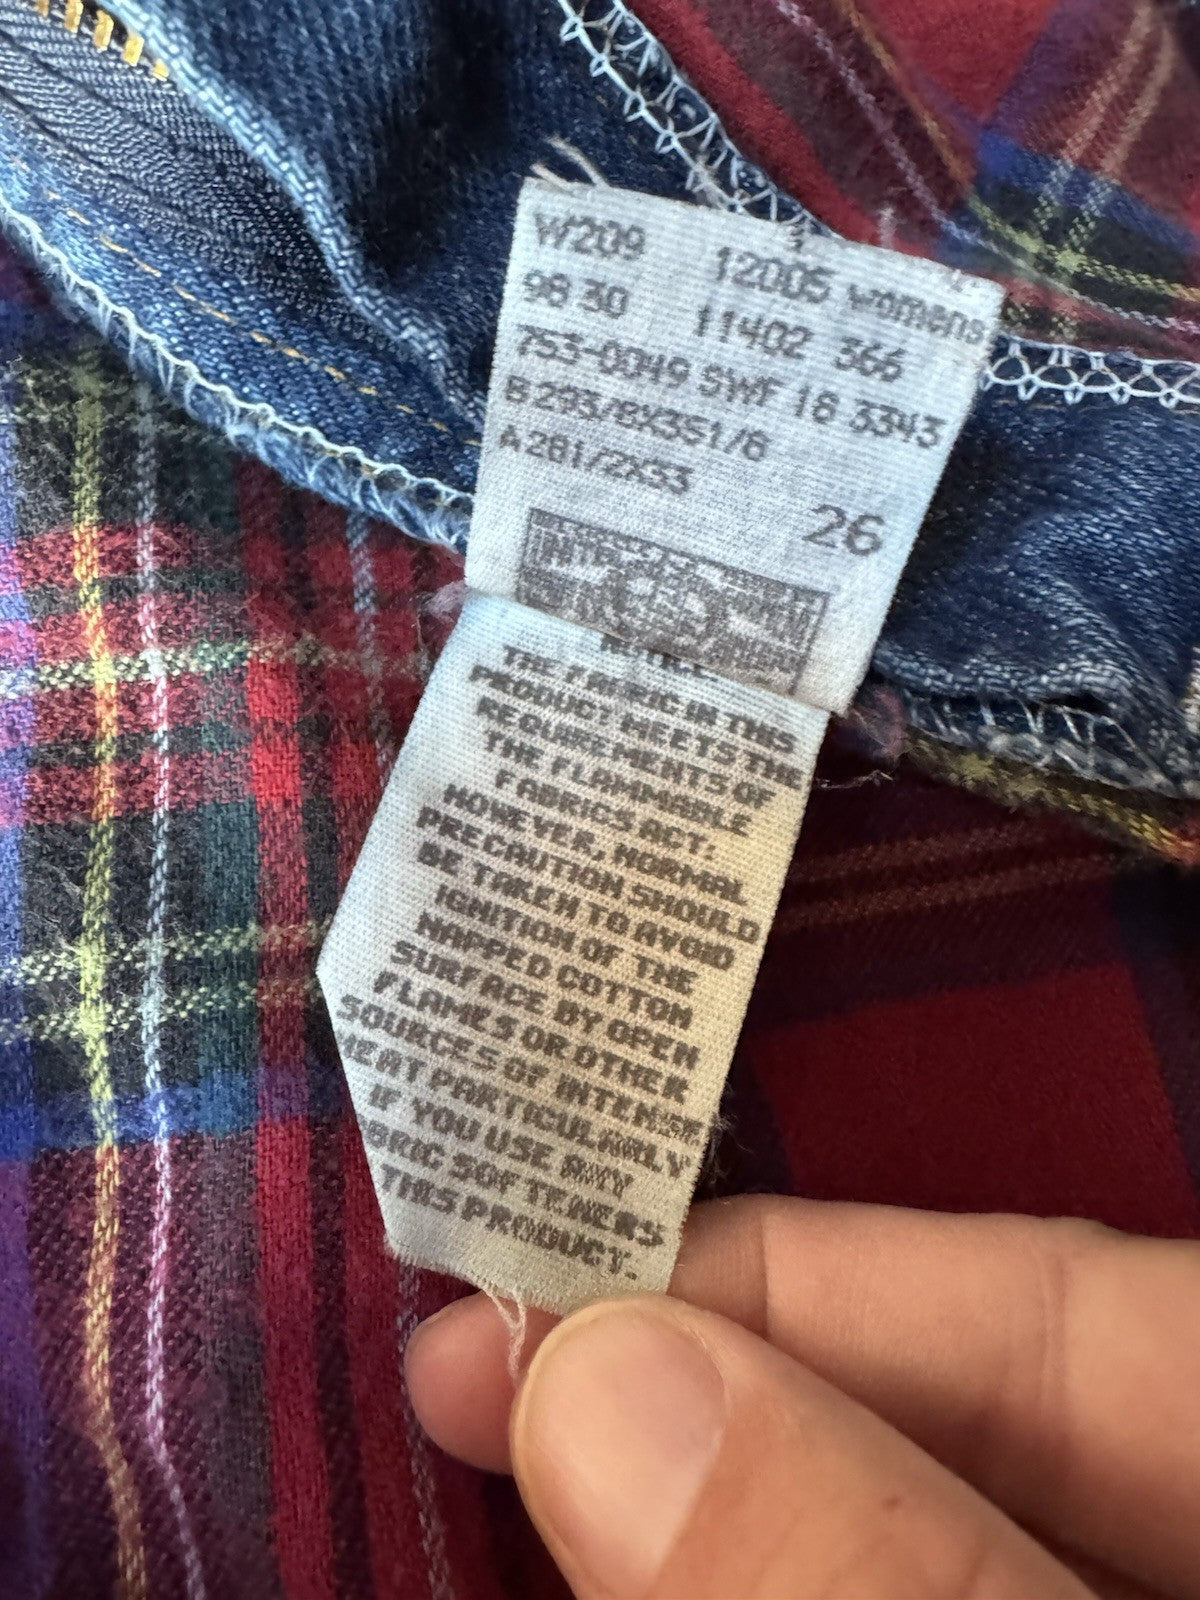 W/209 12005 womens
98 30 11402 366
753-0049 SWF 18 3343
B 293/8X351/8
A 281/2X33
26
THE FABRIC IN THIS
PRODUCT MEETS THE
REQUIREMENTS OF
THE FLAMMABLE
FABRICS ACT:
HOWEVER, NORMAL
PRECAUTION SHOULD
BE TAKEN TO AVOID
IGNITION OF THE
NAPPED COTTON
SURFACE BY OPEN
FLAMES OR OTHER
SOURCES OF INTENSE
HEAT PARTICULARLY
IF YOU USE ANY
FABRIC SOFTENERS
THIS PRODUCT.